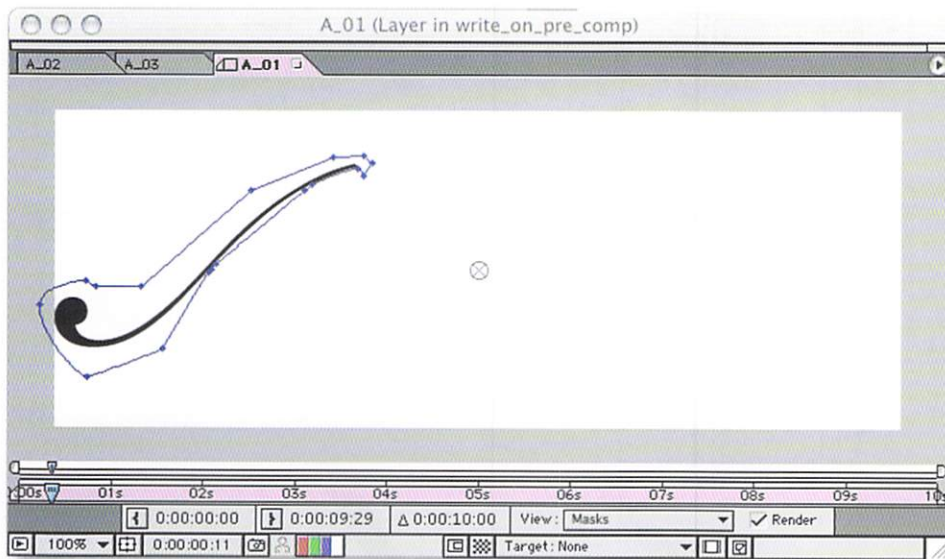 A_01 (Layer in write_on_pre_comp)
A_02 A_03 A_01
:00s 01s 02s 03s 04s 05s 06s 07s 08s 09s 10s
0:00:00:00 0:00:09:29 Δ 0:00:10:00 View: Masks Render
100% 0:00:00:11 Target: None